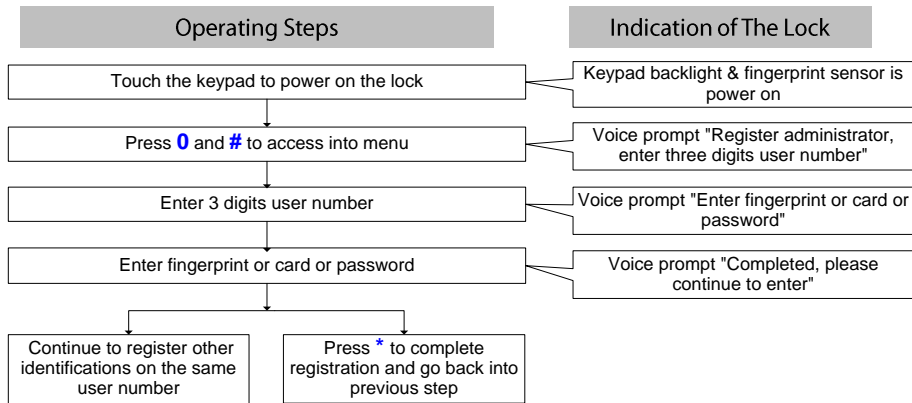 Operating Steps
Indication of The Lock
Touch the keypad to power on the lock
Keypad backlight & fingerprint sensor is
power on
Press 0 and # to access into menu
Voice prompt "Register administrator,
enter three digits user number"
Enter 3 digits user number
Voice prompt "Enter fingerprint or card or
password"
Enter fingerprint or card or password
Voice prompt "Completed, please
continue to enter"
Continue to register other
identifications on the same
user number
Press * to complete
registration and go back into
previous step